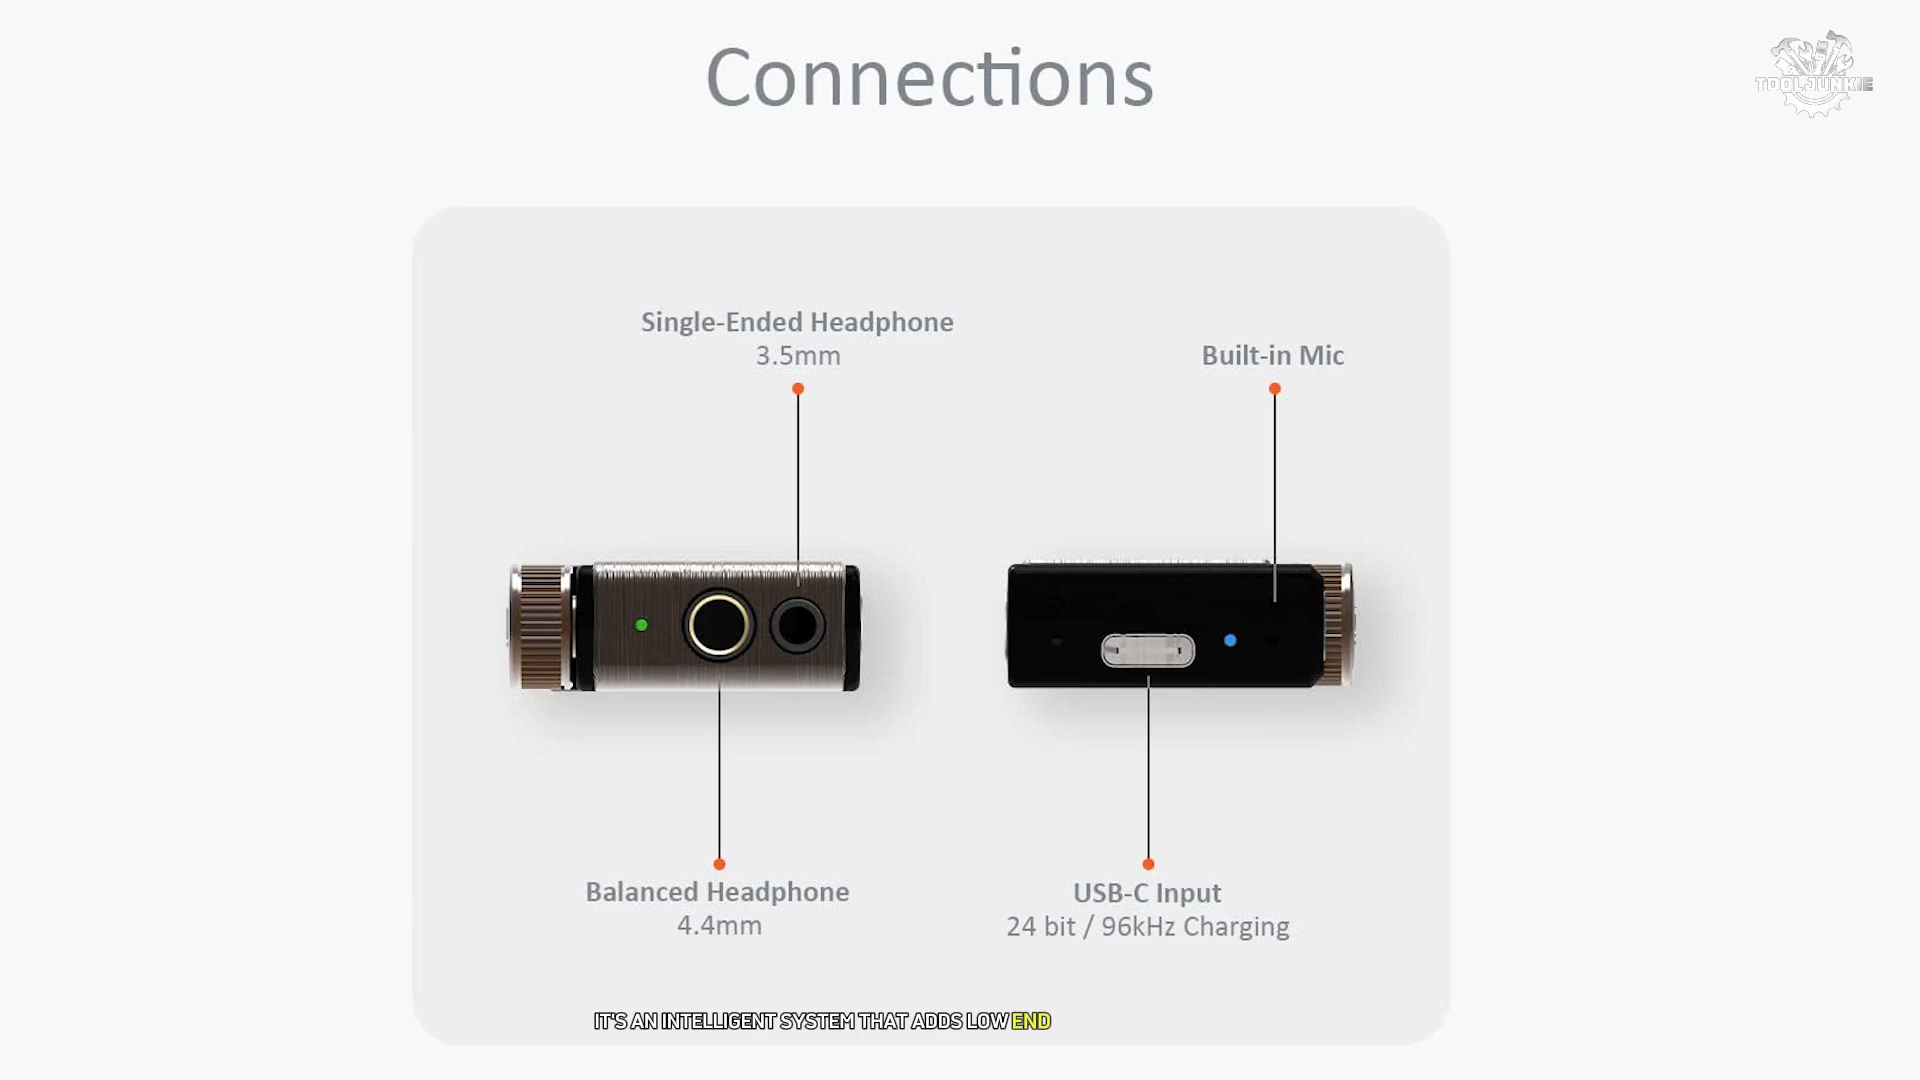 Connections
TOOLJUNKIE
Single-Ended Headphone
3.5mm
Built-in Mic
Balanced Headphone
4.4mm
USB-C Input
24 bit / 96kHz Charging
IT'S AN INTELLIGENT SYSTEM THAT ADDS LOW END